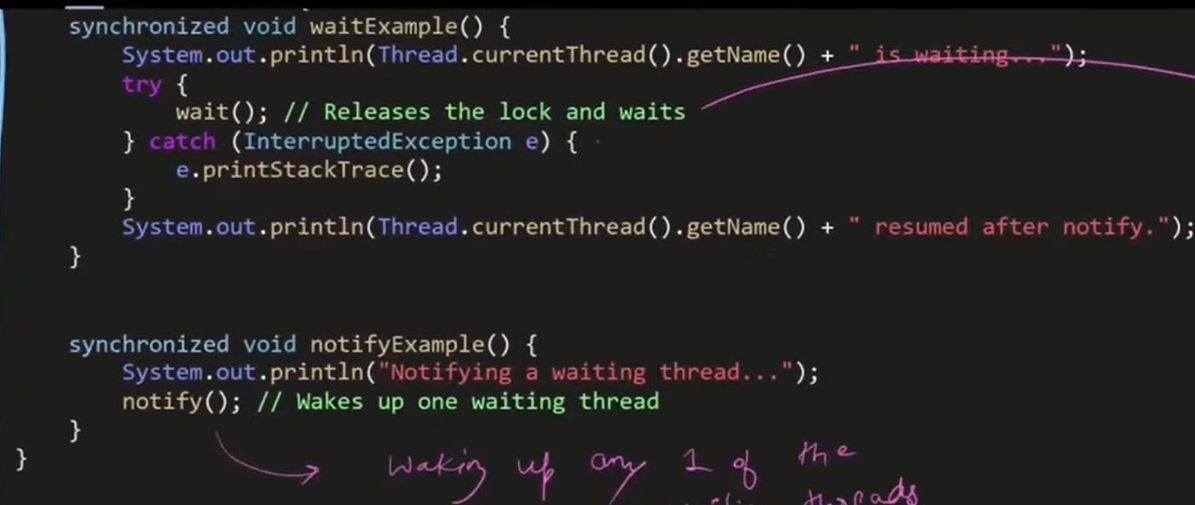 synchronized void waitExample() {
System.out.println(Thread.currentThread().getName() + " is waiting...");
try {
wait(); // Releases the lock and waits
} catch (InterruptedException e) {
e.printStackTrace();
}
System.out.println(Thread.currentThread().getName() + " resumed after notify.");
}
synchronized void notifyExample() {
System.out.println("Notifying a waiting thread...");
notify(); // Wakes up one waiting thread
}
}
Waking up any 1 of the
threads